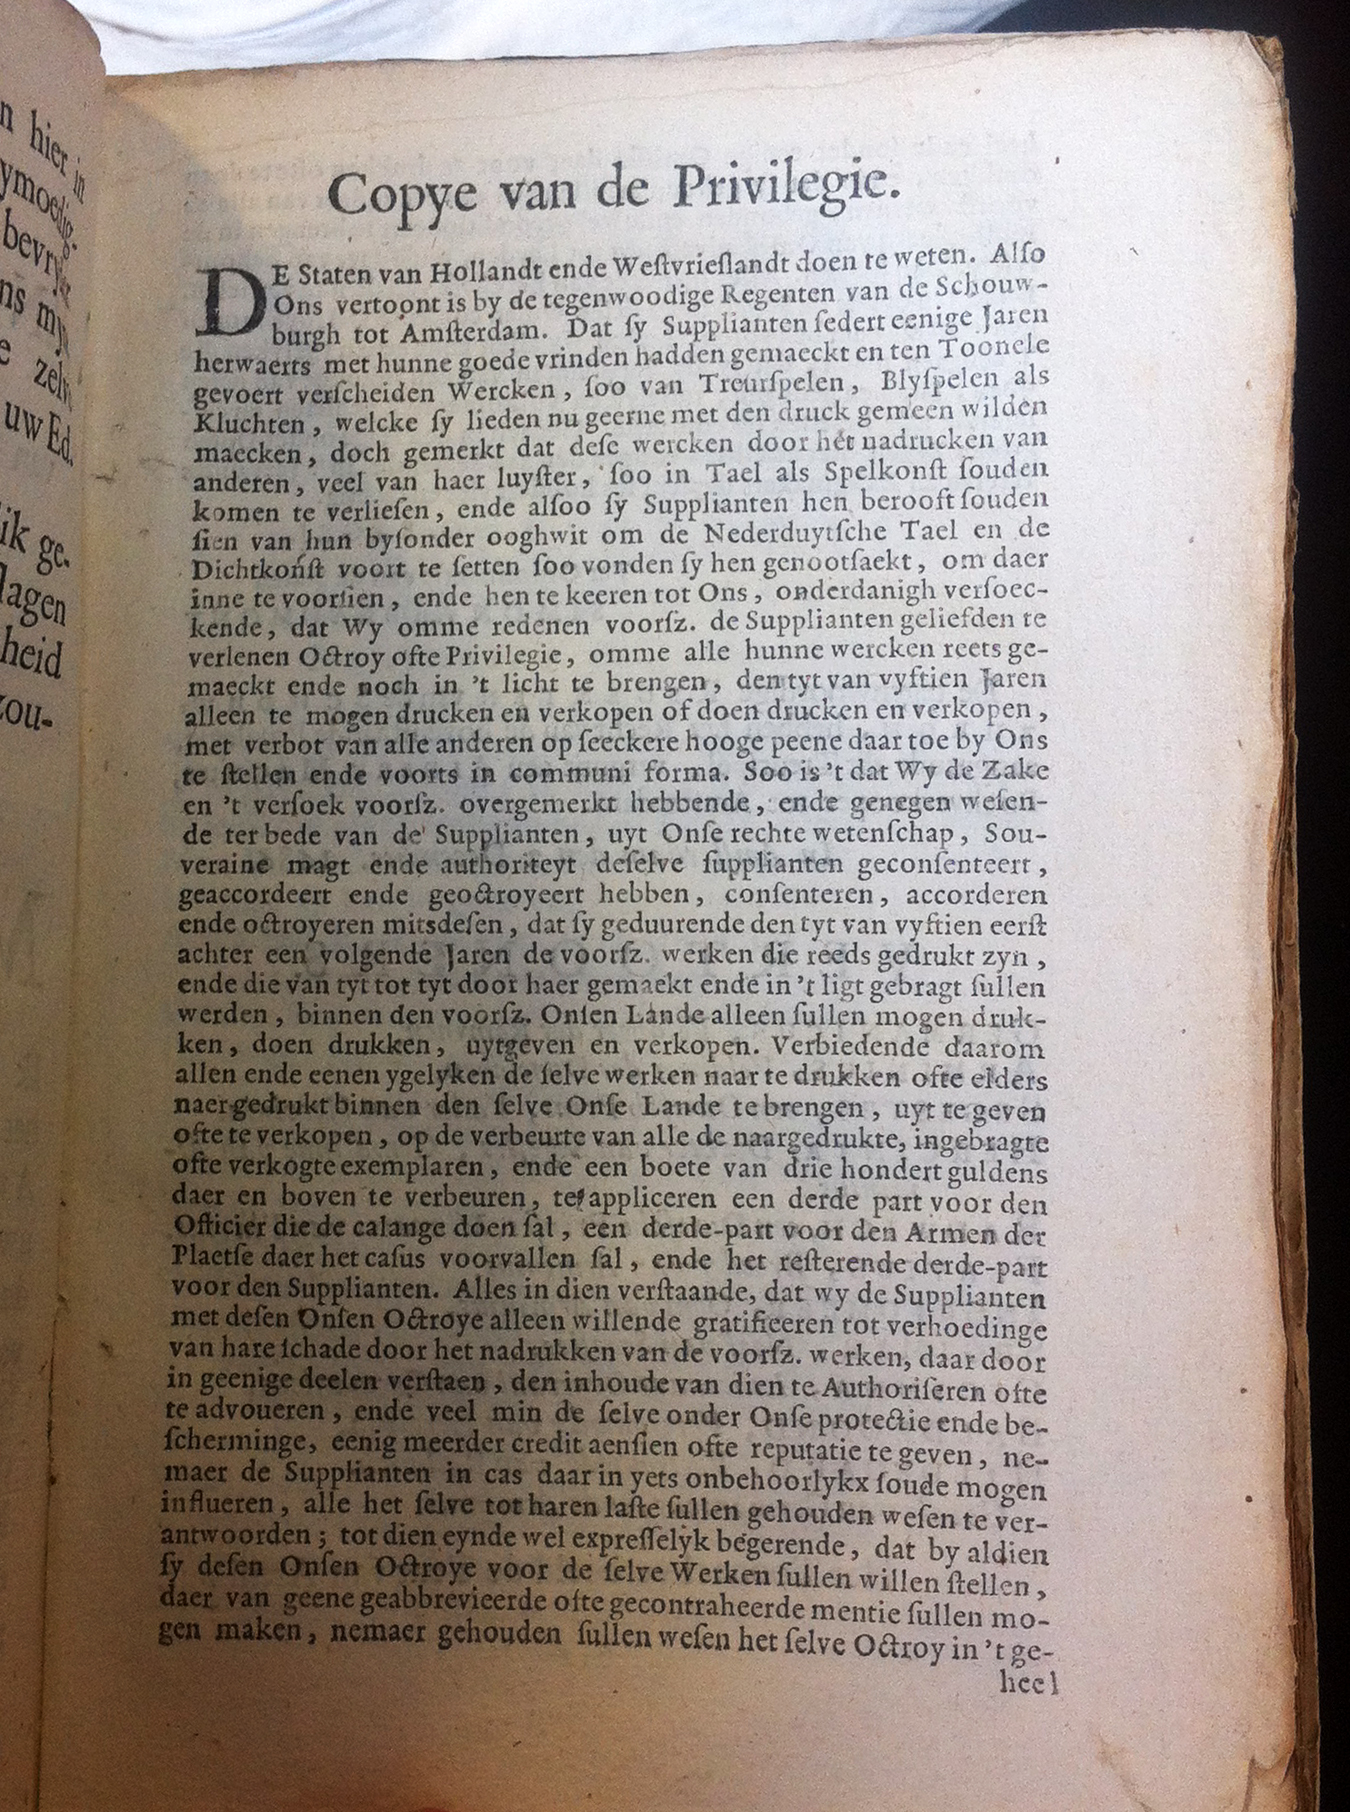 n hier in
ymoedig-
bevryt
ns myn
e zelv
uw Ed.
ik ge.
lagen
heid
zou-
Copye van de Privilegie.
DE Staten van Hollandt ende Weſtvrieſlandt doen te weten. Alſo
Ons vertoont is by de tegenwoodige Regenten van de Schouw-
burgh tot Amſterdam. Dat ſy Supplianten ſedert eenige Jaren
herwaerts met hunne goede vrinden hadden gemaeckt en ten Tooncle
gevoert verſcheiden Wercken, ſoo van Treurſpelen, Blyſpelen als
Kluchten, welcke ſy lieden nu geerne met den druck gemeen wilden
maecken, doch gemerkt dat deſe wercken door het nadrucken van
anderen, veel van haer luyſter, ſoo in Tael als Spelkonſt ſouden
komen te verlieſen, ende alſoo ſy Supplianten hen berooft ſouden
ſien van hun byſonder ooghwit om de Nederduytſche Tael en de
Dichtkonſt voort te ſetten ſoo vonden ſy hen genootſaekt, om daer
inne te voorſien, ende hen te keeren tot Ons, onderdanigh verſoec-
kende, dat Wy omme redenen voorſz. de Supplianten geliefden te
verlenen Octroy ofte Privilegie, omme alle hunne wercken reets ge-
maeckt ende noch in 't licht te brengen, den tyt van vyftien Jaren
alleen te mogen drucken en verkopen of doen drucken en verkopen,
met verbot van alle anderen op ſeeckere hooge peene daar toe by Ons
te ſtellen ende voorts in communi forma. Soo is 't dat Wy de Zake
en 't verſoek voorſz. overgemerkt hebbende, ende genegen weſen-
de ter bede van de Supplianten, uyt Onſe rechte wetenſchap, Sou-
veraine magt ende authoriteyt deſelve ſupplianten geconſenteert,
geaccordeert ende geoctroyeert hebben, conſenteren, accorderen
ende octroyeren mitsdeſen, dat ſy geduurende den tyt van vyftien eerſt
achter een volgende Jaren de voorſz. werken die reeds gedrukt zyn,
ende die van tyt tot tyt door haer gemaekt ende in 't ligt gebragt ſullen
werden, binnen den voorſz. Onſen Lande alleen ſullen mogen druk-
ken, doen drukken, uytgeven en verkopen. Verbiedende daarom
allen ende eenen ygelyken de ſelve werken naar te drukken ofte elders
naergedrukt binnen den ſelve Onſe Lande te brengen, uyt te geven
ofte te verkopen, op de verbeurte van alle de naargedrukte, ingebragte
ofte verkogte exemplaren, ende een boete van drie hondert guldens
daer en boven te verbeuren, te appliceren een derde part voor den
Officier die de calange doen ſal, een derde-part voor den Armen der
Plaetſe daer het caſus voorvallen ſal, ende het reſterende derde-part
voor den Supplianten. Alles in dien verſtaande, dat wy de Supplianten
met deſen Onſen Octroye alleen willende gratificeren tot verhoedinge
van hare ſchade door het nadrukken van de voorſz. werken, daar door
in geenige deelen verſtaen, den inhoude van dien te Authoriſeren ofte
te advoueren, ende veel min de ſelve onder Onſe protectie ende be-
ſcherminge, eenig meerder credit aenſien ofte reputatie te geven, ne-
maer de Supplianten in cas daar in yets onbehoorlykx ſoude mogen
influeren, alle het ſelve tot haren laſte ſullen gehouden weſen te ver-
antwoorden; tot dien eynde wel expreſſelyk begerende, dat by aldien
ſy deſen Onſen Octroye voor de ſelve Werken ſullen willen ſtellen,
daer van geene geabbrevieerde ofte gecontraheerde mentie ſullen mo-
gen maken, nemaer gehouden ſullen weſen het ſelve Octroy in 't ge-
heel